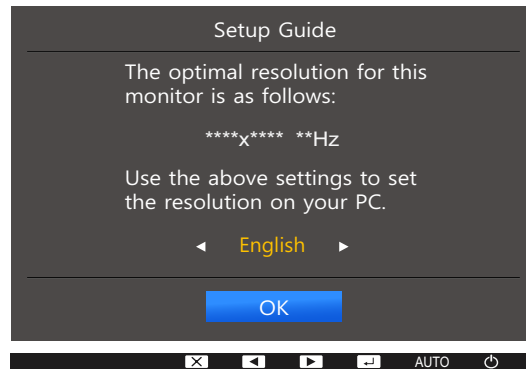 Setup Guide
The optimal resolution for this
monitor is as follows:
****x**** **Hz
Use the above settings to set
the resolution on your PC.
English
OK
AUTO